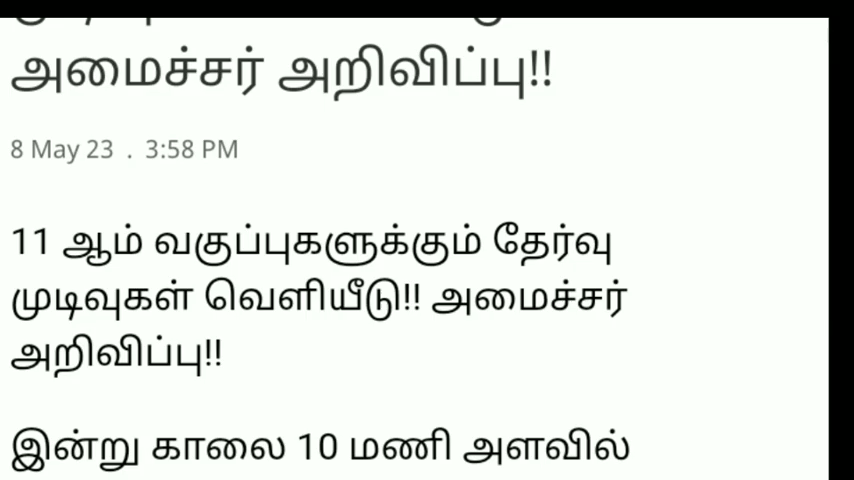 அமைச்சர் அறிவிப்பு!!
8 May 23 . 3:58 PM
11 ஆம் வகுப்புகளுக்கும் தேர்வு
முடிவுகள் வெளியீடு!! அமைச்சர்
அறிவிப்பு!!
இன்று காலை 10 மணி அளவில்